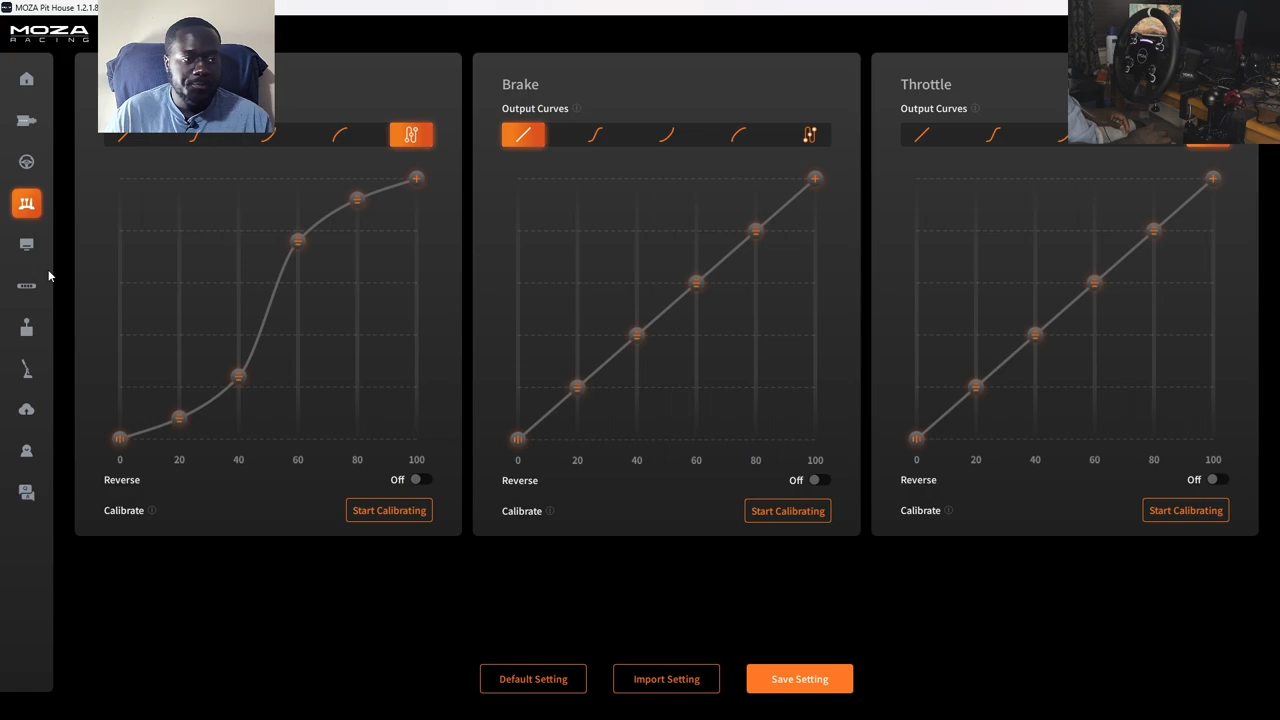 MOZA Pit House 1.2.1.8
MOZA
RACING
Brake
Output Curves
0 20 40 60 80 100
Reverse
Off
Calibrate
Start Calibrating
0 20 40 60 80 100
Reverse
Off
Calibrate
Start Calibrating
Throttle
Output Curves
0 20 40 60 80 100
Reverse
Off
Calibrate
Start Calibrating
Default Setting
Import Setting
Save Setting